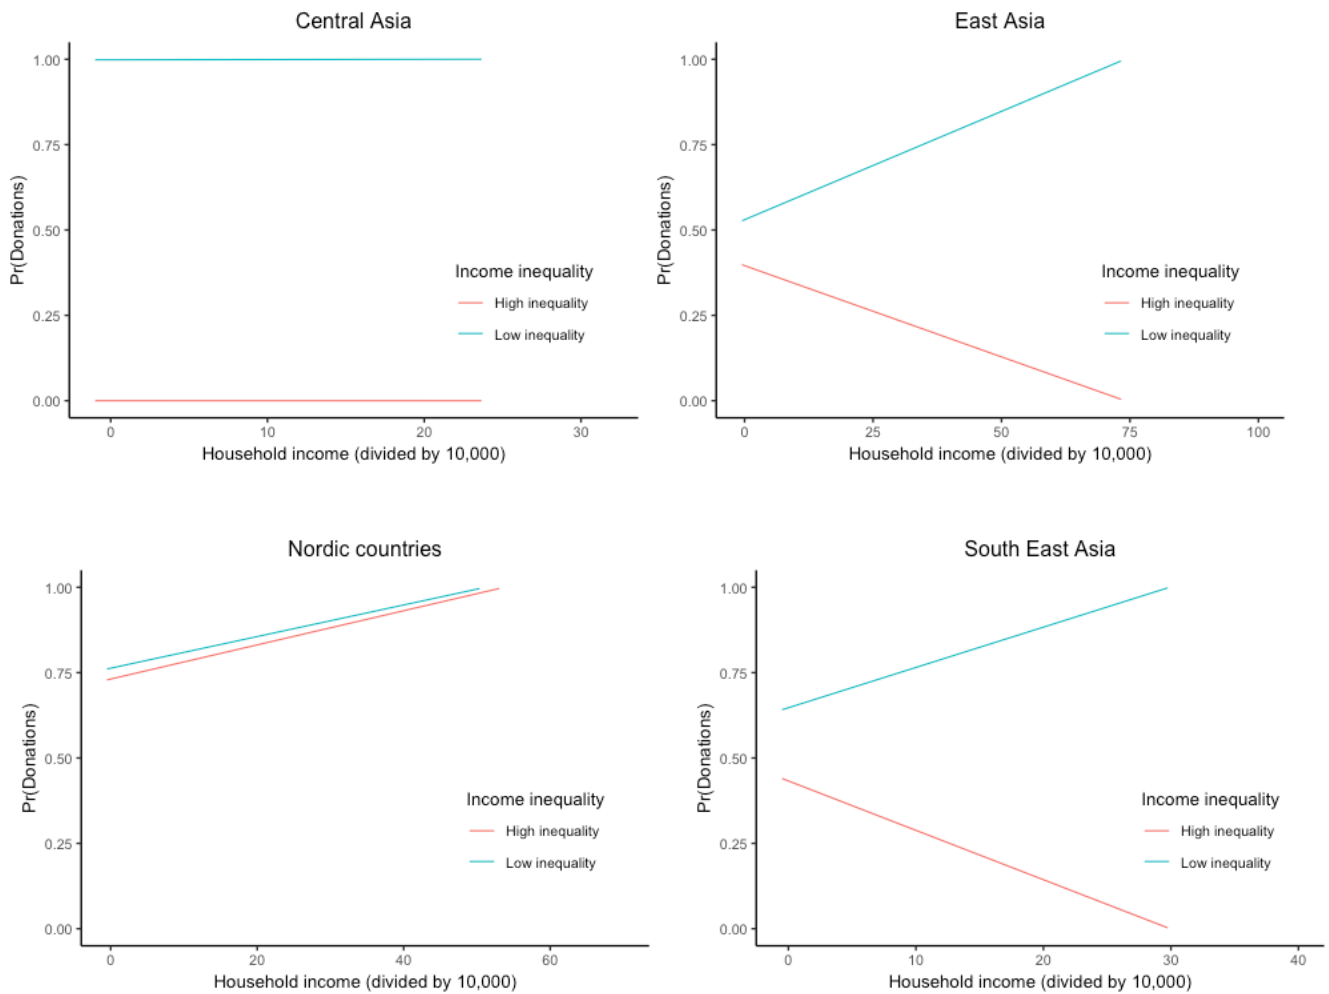 Central Asia
1.00
0.75
0.50
0.25
0.00
Pr(Donations)
Income inequality
High inequality
Low inequality
0 10 20 30
Household income (divided by 10,000)
East Asia
1.00
0.75
0.50
0.25
0.00
Pr(Donations)
Income inequality
High inequality
Low inequality
0 25 50 75 100
Household income (divided by 10,000)
Nordic countries
1.00
0.75
0.50
0.25
0.00
Pr(Donations)
Income inequality
High inequality
Low inequality
0 20 40 60
Household income (divided by 10,000)
South East Asia
1.00
0.75
0.50
0.25
0.00
Pr(Donations)
Income inequality
High inequality
Low inequality
0 10 20 30 40
Household income (divided by 10,000)